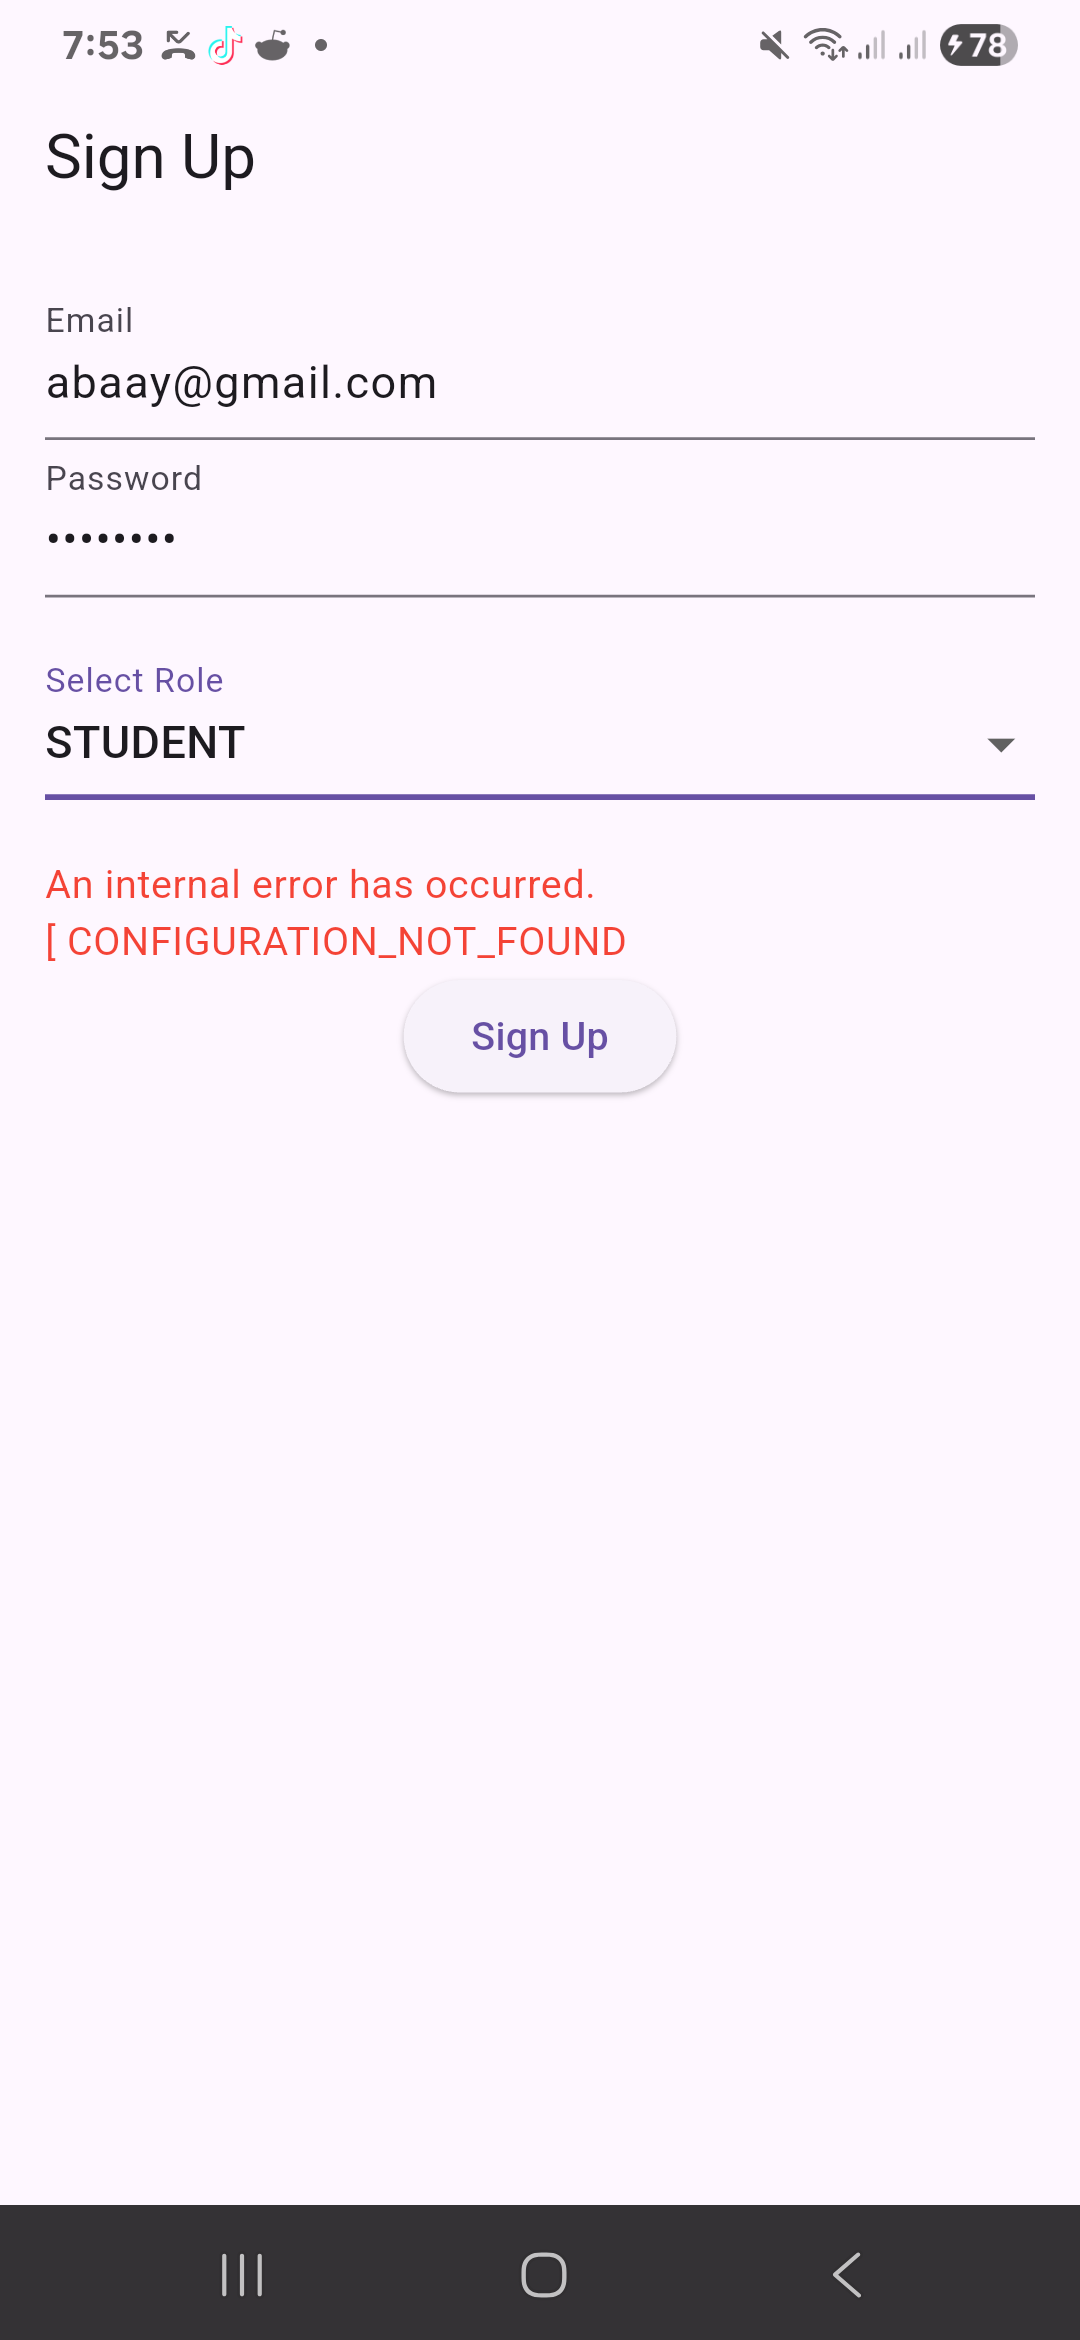 7:53
78
Sign Up
Email
abaay@gmail.com
Password
••••••••
Select Role
STUDENT
An internal error has occurred.
[ CONFIGURATION_NOT_FOUND
Sign Up